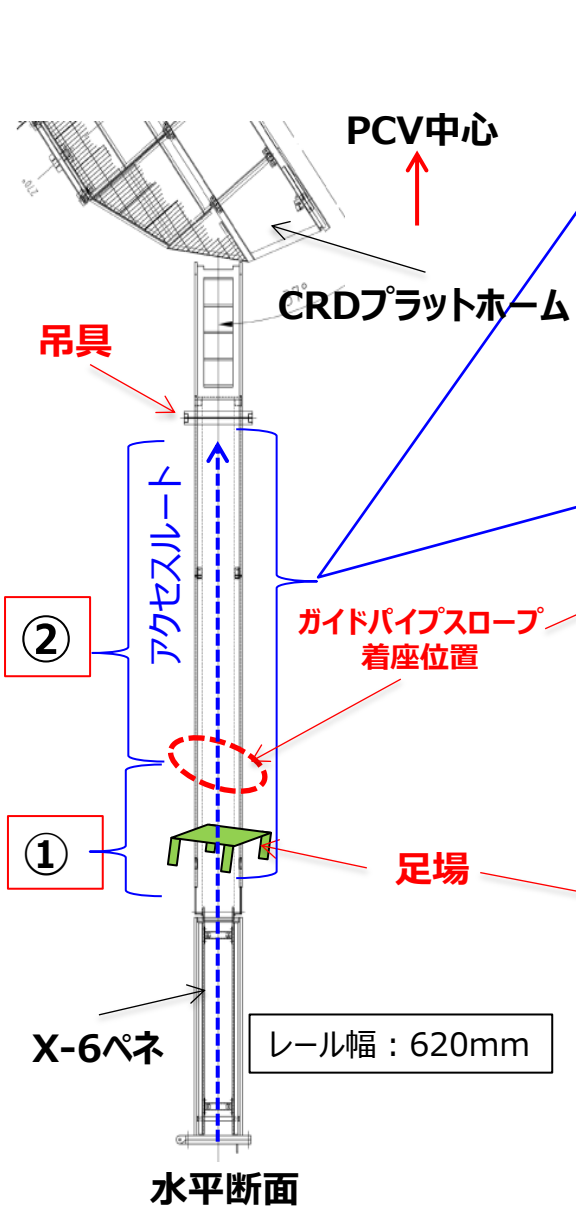 PCV中心
270°
CRDプラットホーム
37°
吊具
アクセスルート
②
ガイドパイプスロープ
着座位置
①
足場
X-6ペネ
レール幅：620mm
水平断面